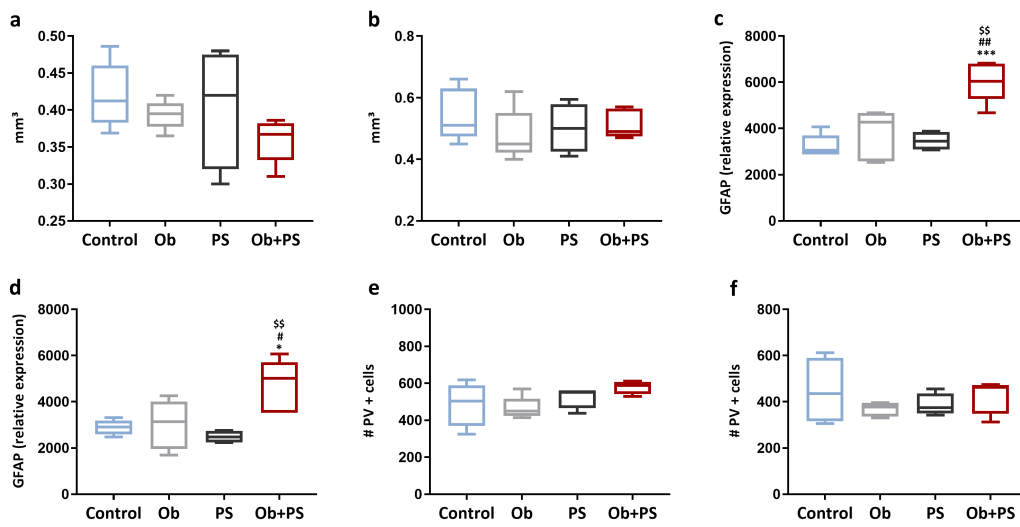 a
mm³
0.50
0.45
0.40
0.35
0.30
0.25
Control Ob PS Ob+PS
b
mm³
0.8
0.6
0.4
0.2
Control Ob PS Ob+PS
c
GFAP (relative expression)
8000
6000
4000
2000
0
$$
##
***
Control Ob PS Ob+PS
d
GFAP (relative expression)
8000
6000
4000
2000
0
$$
#
*
Control Ob PS Ob+PS
e
# PV + cells
1000
800
600
400
200
0
Control Ob PS Ob+PS
f
# PV + cells
800
600
400
200
0
Control Ob PS Ob+PS